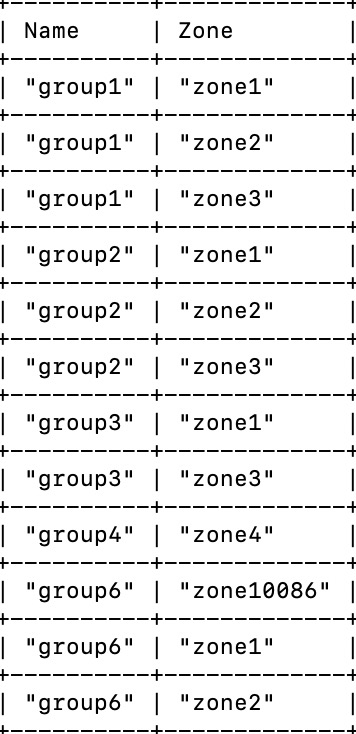 | Name | Zone |
| "group1" | "zone1" |
| "group1" | "zone2" |
| "group1" | "zone3" |
| "group2" | "zone1" |
| "group2" | "zone2" |
| "group2" | "zone3" |
| "group3" | "zone1" |
| "group3" | "zone3" |
| "group4" | "zone4" |
| "group6" | "zone10086" |
| "group6" | "zone1" |
| "group6" | "zone2" |